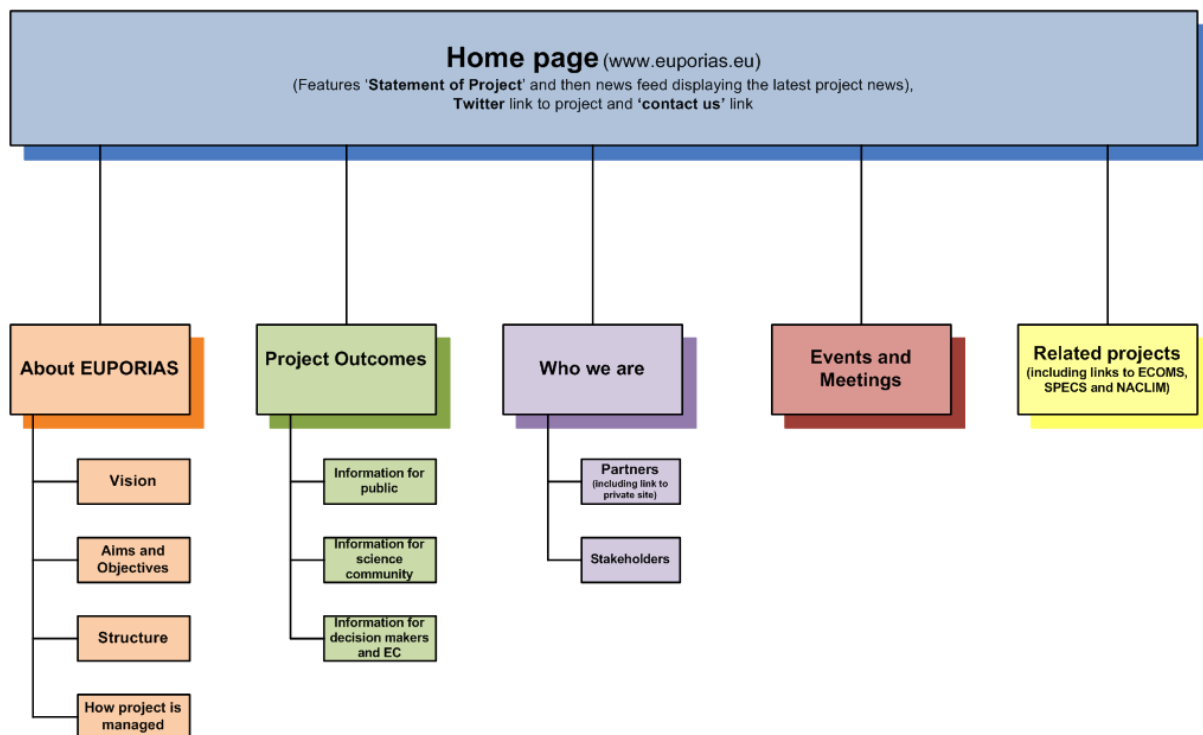 Home page (www.euporias.eu)
(Features 'Statement of Project' and then news feed displaying the latest project news),
Twitter link to project and 'contact us' link
About EUPORIAS
Project Outcomes
Who we are
Events and
Meetings
Related projects
(including links to ECOMS,
SPECS and NACLIM)
Vision
Aims and
Objectives
Structure
How project is
managed
Information for
public
Information for
science
community
Information for
decision makers
and EC
Partners
(including link to
private site)
Stakeholders